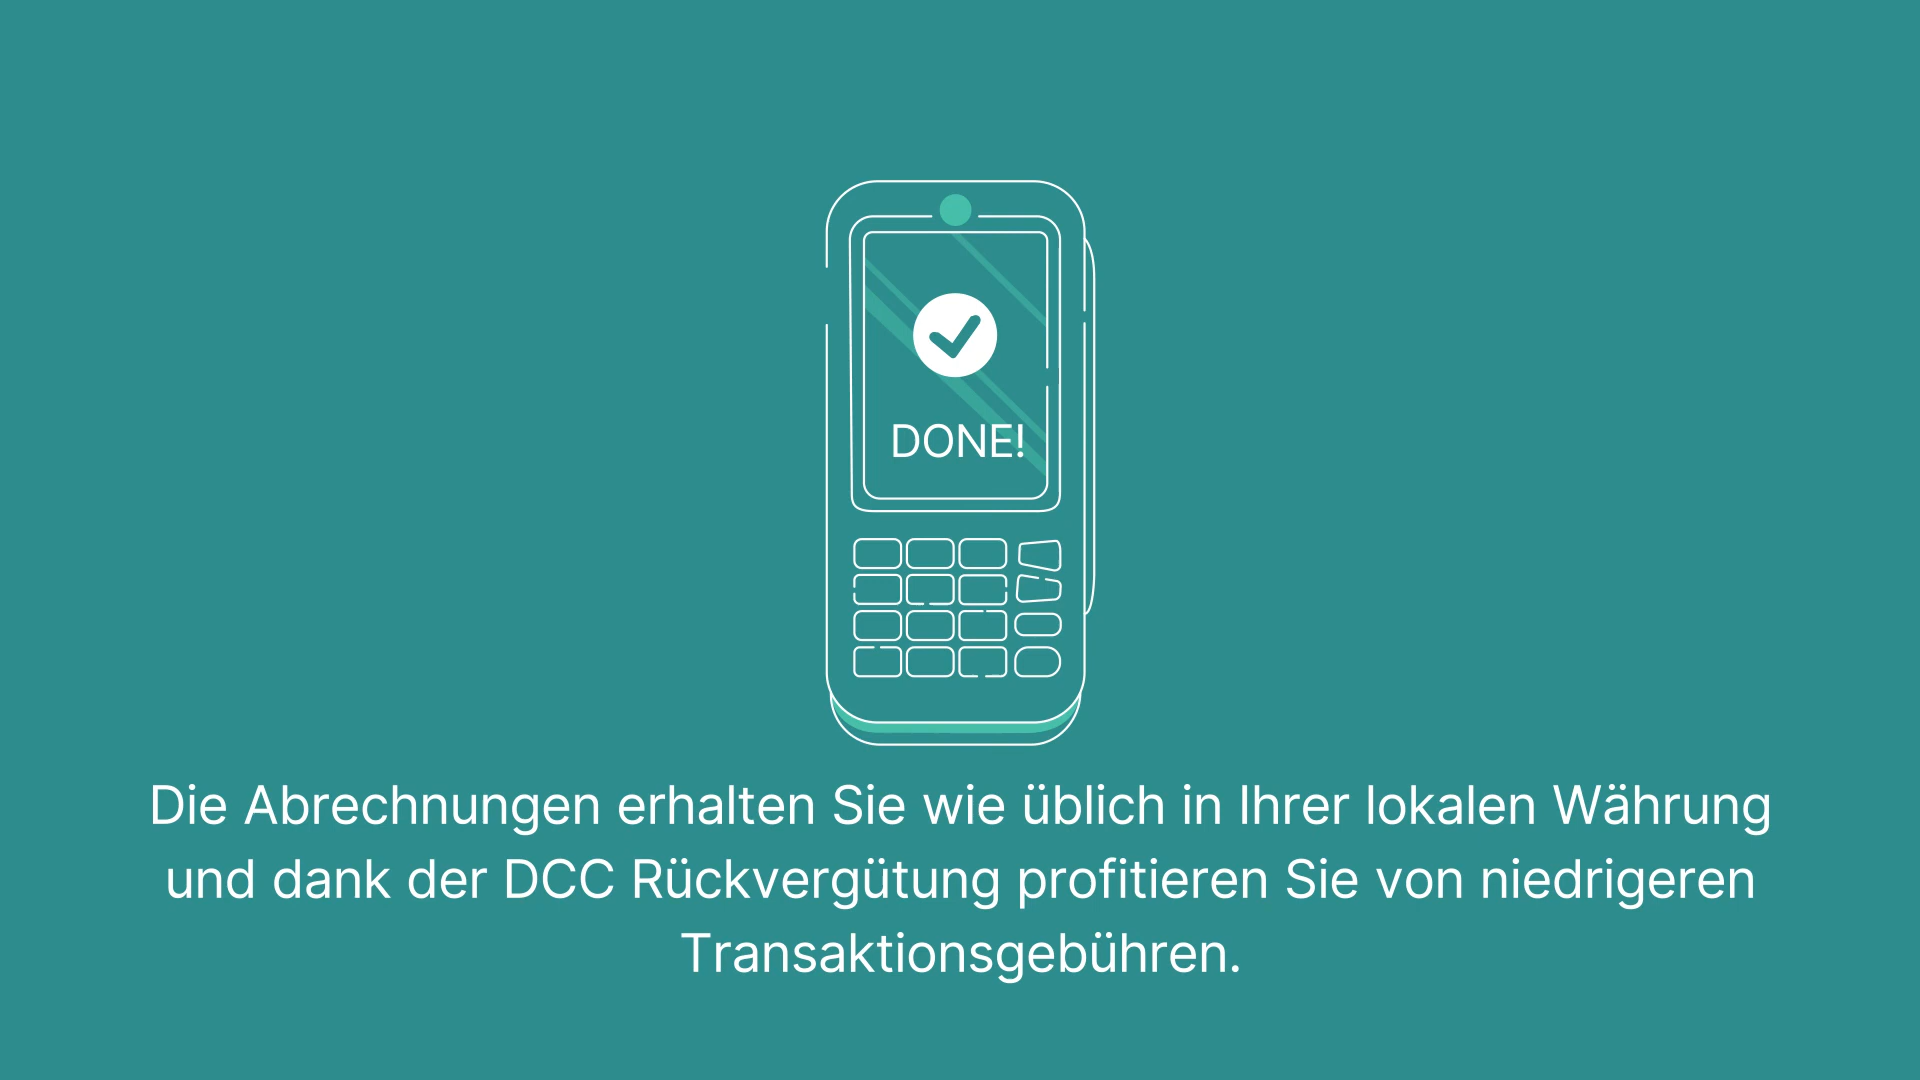 DONE!
Die Abrechnungen erhalten Sie wie üblich in Ihrer lokalen Währung
und dank der DCC Rückvergütung profitieren Sie von niedrigeren
Transaktionsgebühren.